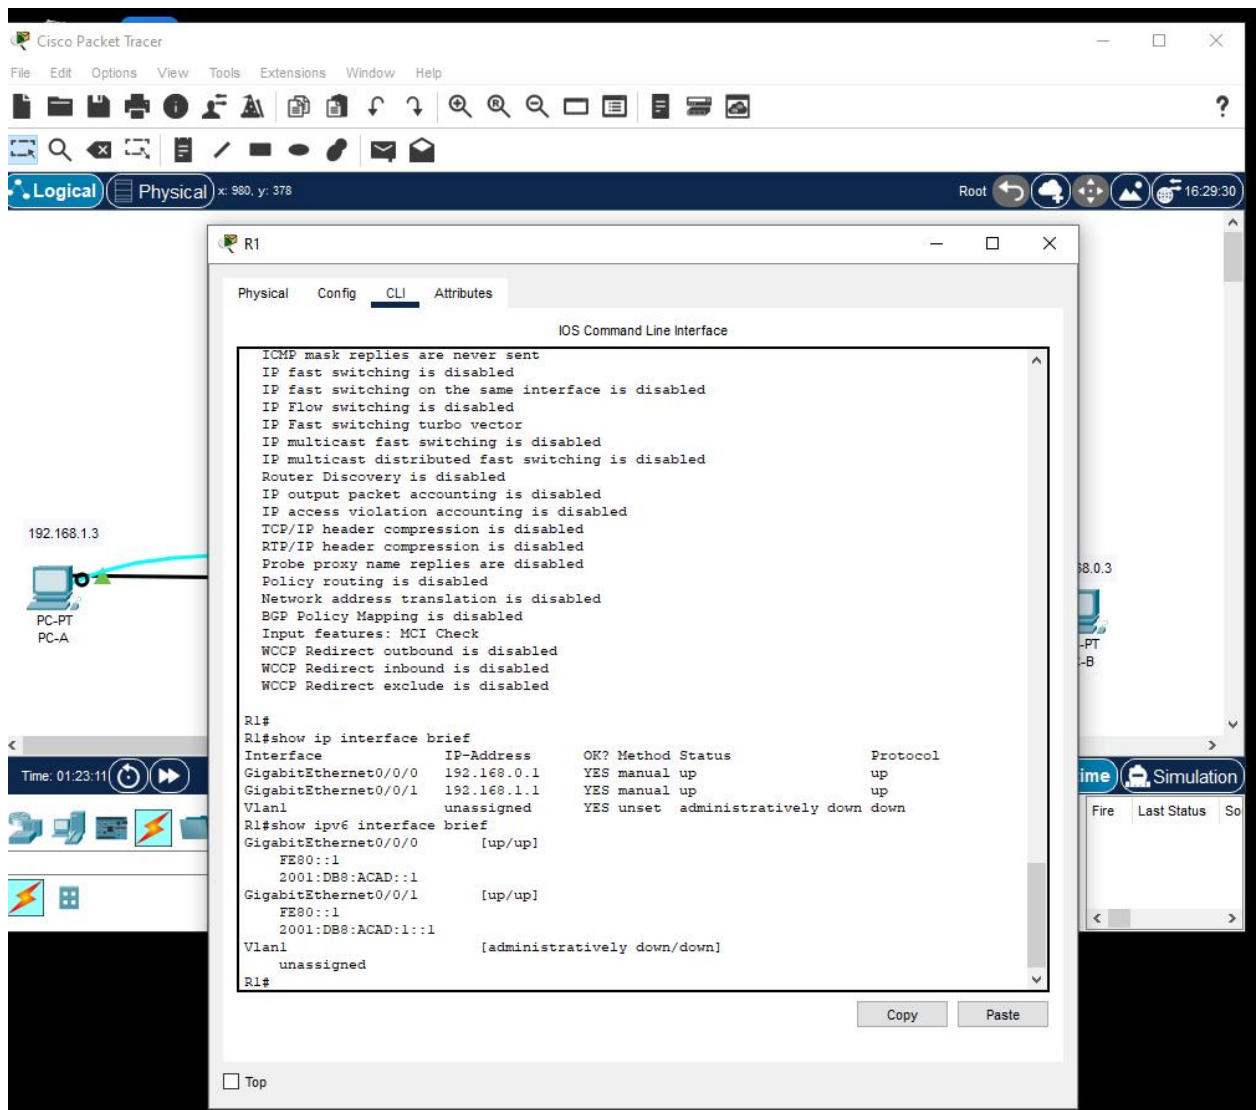 Cisco Packet Tracer
File Edit Options View Tools Extensions Window Help
?
Logical Physical x: 980, y: 378 Root 16:29:30
R1
Physical Config CLI Attributes
IOS Command Line Interface
ICMP mask replies are never sent
IP fast switching is disabled
IP fast switching on the same interface is disabled
IP Flow switching is disabled
IP Fast switching turbo vector
IP multicast fast switching is disabled
IP multicast distributed fast switching is disabled
Router Discovery is disabled
IP output packet accounting is disabled
IP access violation accounting is disabled
TCP/IP header compression is disabled
RTP/IP header compression is disabled
Probe proxy name replies are disabled
Policy routing is disabled
Network address translation is disabled
BGP Policy Mapping is disabled
Input features: MCI Check
WCCP Redirect outbound is disabled
WCCP Redirect inbound is disabled
WCCP Redirect exclude is disabled
R1#
R1#show ip interface brief
Interface IP-Address OK? Method Status Protocol
GigabitEthernet0/0/0 192.168.0.1 YES manual up up
GigabitEthernet0/0/1 192.168.1.1 YES manual up up
Vlan1 unassigned YES unset administratively down down
R1#show ipv6 interface brief
GigabitEthernet0/0/0 [up/up]
FE80::1
2001:DB8:ACAD::1
GigabitEthernet0/0/1 [up/up]
FE80::1
2001:DB8:ACAD:1::1
Vlan1 [administratively down/down]
unassigned
R1#
Copy Paste
Top
192.168.1.3
PC-PT
PC-A
8.0.3
-PT
-B
Time: 01:23:11
ime Simulation
Fire Last Status So